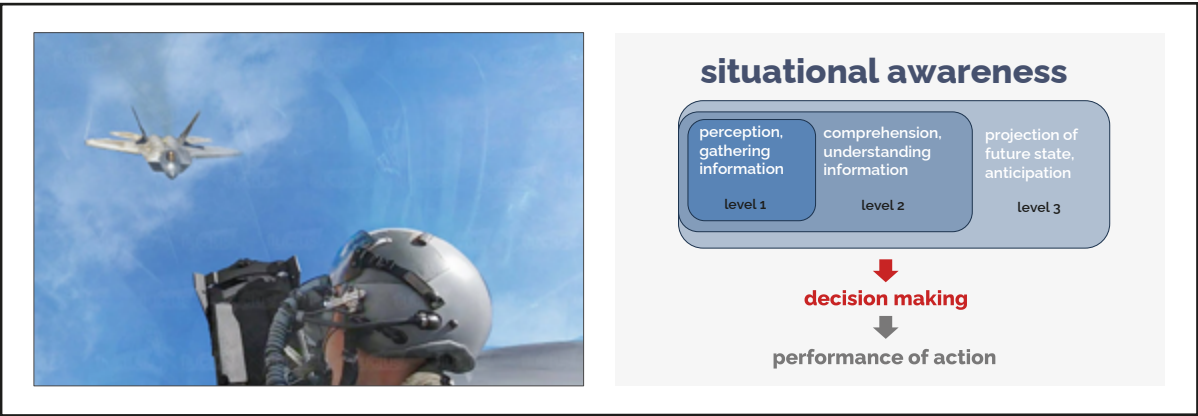 situational awareness
perception,
gathering
information
level 1
comprehension,
understanding
information
level 2
projection of
future state,
anticipation
level 3
decision making
performance of action